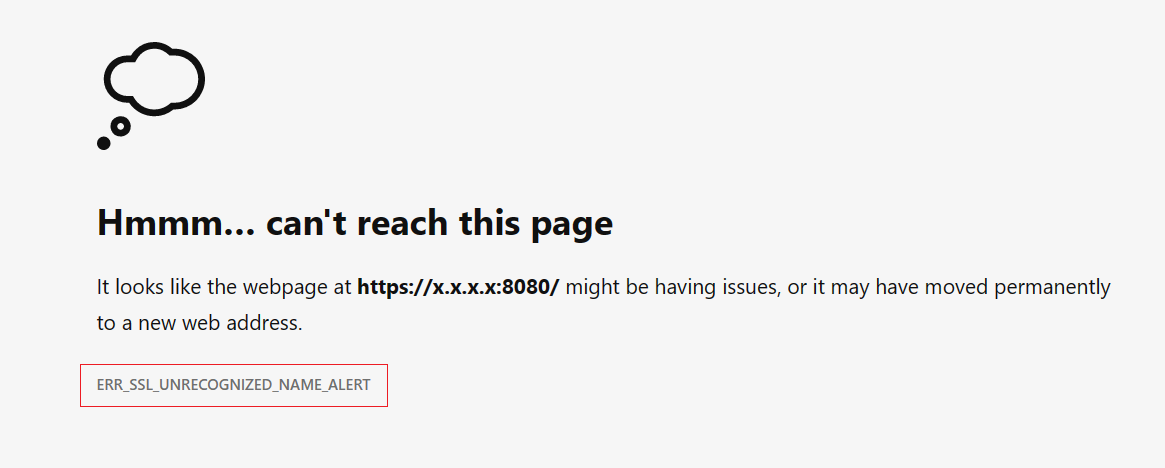 Hmmm... can't reach this page
It looks like the webpage at https://x.x.x.x:8080/ might be having issues, or it may have moved permanently
to a new web address.
ERR_SSL_UNRECOGNIZED_NAME_ALERT